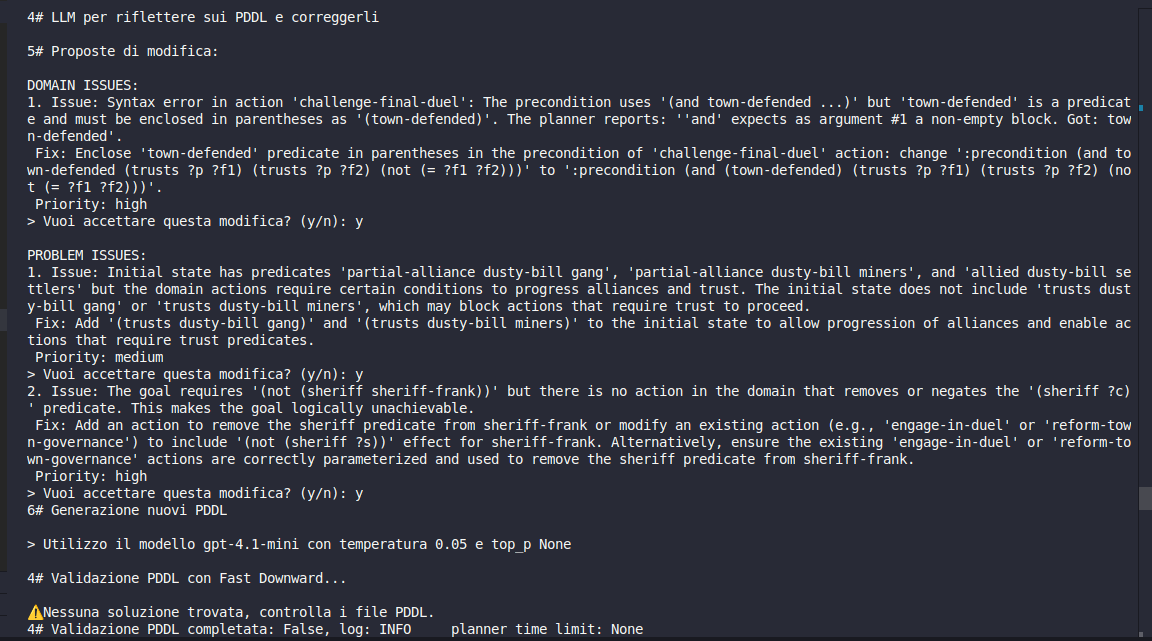 4# LLM per riflettere sui PDDL e correggerli
5# Proposte di modifica:
DOMAIN ISSUES:
1. Issue: Syntax error in action 'challenge-final-duel': The precondition uses '(and town-defended ...)' but 'town-defended' is a predicat
e and must be enclosed in parentheses as '(town-defended)'. The planner reports: ''and' expects as argument #1 a non-empty block. Got: tow
n-defended'.
Fix: Enclose 'town-defended' predicate in parentheses in the precondition of 'challenge-final-duel' action: change ':precondition (and to
wn-defended (trusts ?p ?f1) (trusts ?p ?f2) (not (= ?f1 ?f2)))' to ':precondition (and (town-defended) (trusts ?p ?f1) (trusts ?p ?f2) (no
t (= ?f1 ?f2)))'.
Priority: high
> Vuoi accettare questa modifica? (y/n): y
PROBLEM ISSUES:
1. Issue: Initial state has predicates 'partial-alliance dusty-bill gang', 'partial-alliance dusty-bill miners', and 'allied dusty-bill se
ttlers' but the domain actions require certain conditions to progress alliances and trust. The initial state does not include 'trusts dust
y-bill gang' or 'trusts dusty-bill miners', which may block actions that require trust to proceed.
Fix: Add '(trusts dusty-bill gang)' and '(trusts dusty-bill miners)' to the initial state to allow progression of alliances and enable ac
tions that require trust predicates.
Priority: medium
> Vuoi accettare questa modifica? (y/n): y
2. Issue: The goal requires '(not (sheriff sheriff-frank))' but there is no action in the domain that removes or negates the '(sheriff ?c)
' predicate. This makes the goal logically unachievable.
Fix: Add an action to remove the sheriff predicate from sheriff-frank or modify an existing action (e.g., 'engage-in-duel' or 'reform-tow
n-governance') to include '(not (sheriff ?s))' effect for sheriff-frank. Alternatively, ensure the existing 'engage-in-duel' or 'reform-to
wn-governance' actions are correctly parameterized and used to remove the sheriff predicate from sheriff-frank.
Priority: high
> Vuoi accettare questa modifica? (y/n): y
6# Generazione nuovi PDDL
> Utilizzo il modello gpt-4.1-mini con temperatura 0.05 e top_p None
4# Validazione PDDL con Fast Downward...
⚠️Nessuna soluzione trovata, controlla i file PDDL.
4# Validazione PDDL completata: False, log: INFO     planner time limit: None